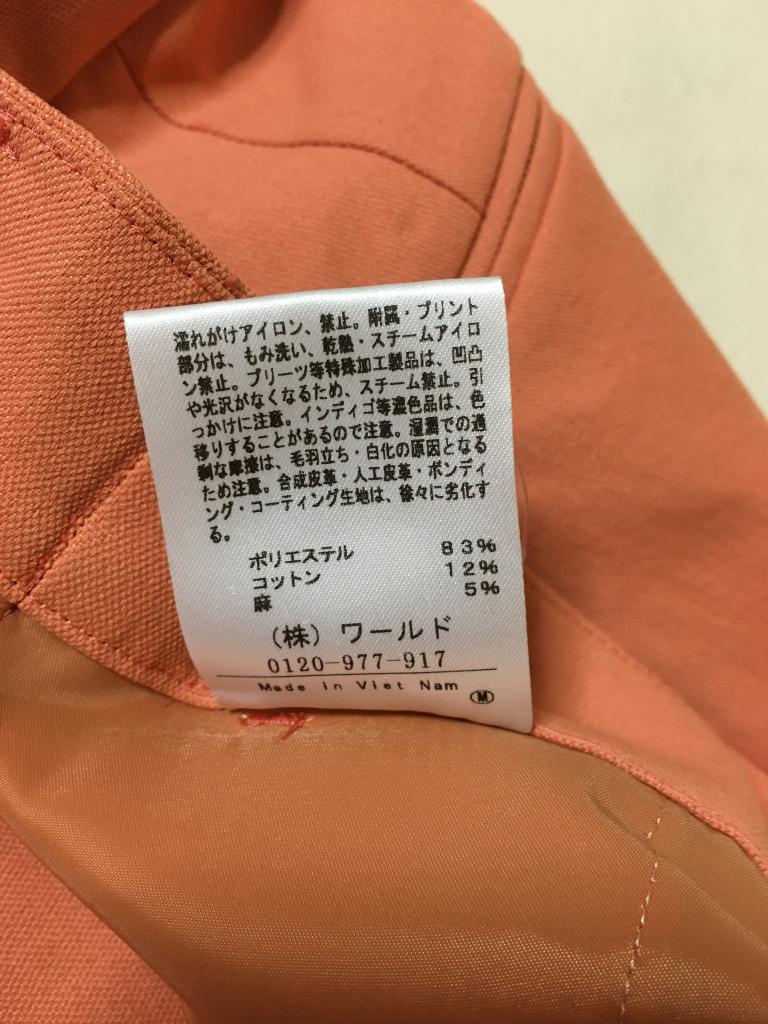 濡れがけアイロン、禁止。附属・プリント
部分は、もみ洗い、乾熱・スチームアイロ
ン禁止。プリーツ等特殊加工製品は、凹凸
や光沢がなくなるため、スチーム禁止。引
っかけに注意。インディゴ等濃色品は、色
移りすることがあるので注意。湿潤での過
剰な摩擦は、毛羽立ち・白化の原因となる
ため注意。合成皮革・人工皮革・ボンディ
ング・コーティング生地は、徐々に劣化す
る。
ポリエステル 83%
コットン 12%
麻 5%
(株) ワールド
0120-977-917
Made in Viet Nam Ⓜ